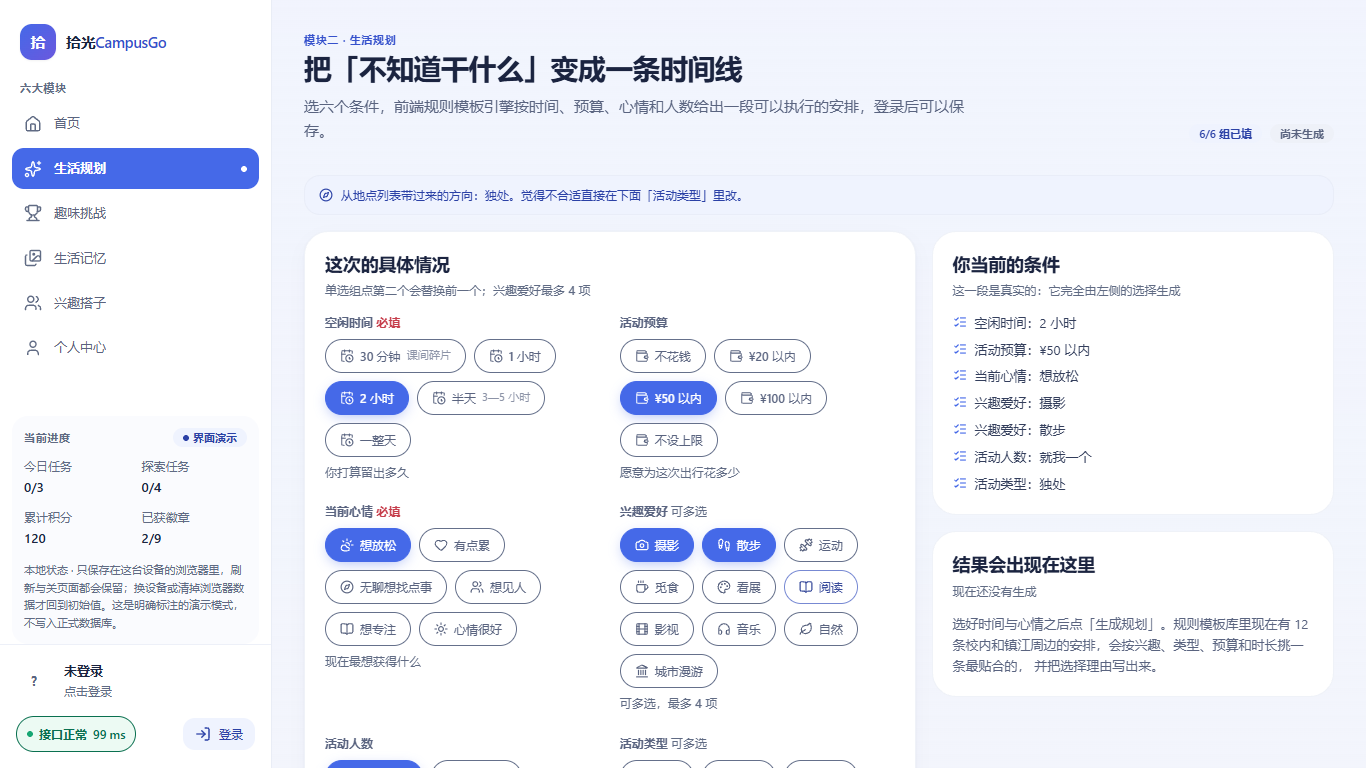 拾 拾光CampusGo
六大模块
首页
生活规划
趣味挑战
生活记忆
兴趣搭子
个人中心
当前进度 界面演示
今日任务 探索任务
0/3 0/4
累计积分 已获徽章
120 2/9
本地状态 · 只保存在这台设备的浏览器里，刷
新与关页面都会保留；换设备或清掉浏览器数
据才回到初始值。这是明确标注的演示模式，
不写入正式数据库。
? 未登录
点击登录
接口正常 99 ms 登录
模块二 · 生活规划
把「不知道干什么」变成一条时间线
选六个条件，前端规则模板引擎按时间、预算、心情和人数给出一段可以执行的安排，登录后可以保
存。
6/6 组已填 尚未生成
从地点列表带过来的方向：独处。觉得不合适直接在下面「活动类型」里改。
这次的具体情况
单选组点第二个会替换前一个；兴趣爱好最多 4 项
空闲时间 必填
30 分钟 课间碎片 1 小时
2 小时 半天 3—5 小时
一整天
你打算留出多久
活动预算
不花钱 ¥20 以内
¥50 以内 ¥100 以内
不设上限
愿意为这次出行花多少
当前心情 必填
想放松 有点累
无聊想找点事 想见人
想专注 心情很好
现在最想获得什么
兴趣爱好 可多选
摄影 散步 运动
觅食 看展 阅读
影视 音乐 自然
城市漫游
可多选，最多 4 项
活动人数
活动类型 可多选
你当前的条件
这一段是真实的：它完全由左侧的选择生成
空闲时间：2 小时
活动预算：¥50 以内
当前心情：想放松
兴趣爱好：摄影
兴趣爱好：散步
活动人数：就我一个
活动类型：独处
结果会出现在这里
现在还没有生成
选好时间与心情之后点「生成规划」。规则模板库里现在有 12
条校内和镇江周边的安排，会按兴趣、类型、预算和时长挑一
条最贴合的， 并把选择理由写出来。